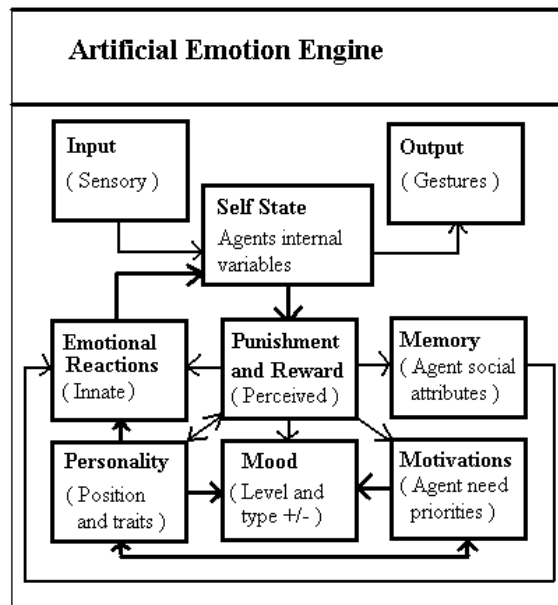 Artificial Emotion Engine
Input
( Sensory )
Output
( Gestures )
Self State
Agents internal
variables
Emotional
Reactions
( Innate )
Punishment
and Reward
( Perceived )
Memory
( Agent social
attributes )
Personality
( Position
and traits )
Mood
( Level and
type +/- )
Motivations
( Agent need
priorities )